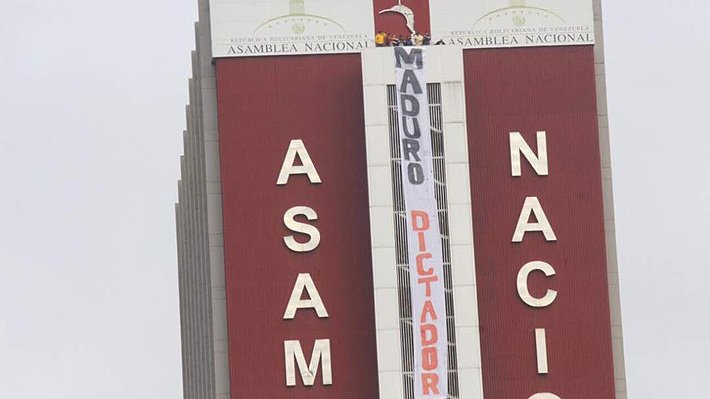 REPÚBLICA BOLIVARIANA DE VENEZUELA
ASAMBLEA NACIONAL
REPÚBLICA BOLIVARIANA DE VENEZUELA
ASAMBLEA NACIONAL
MADURO DICTADOR
ASAM
NACIO